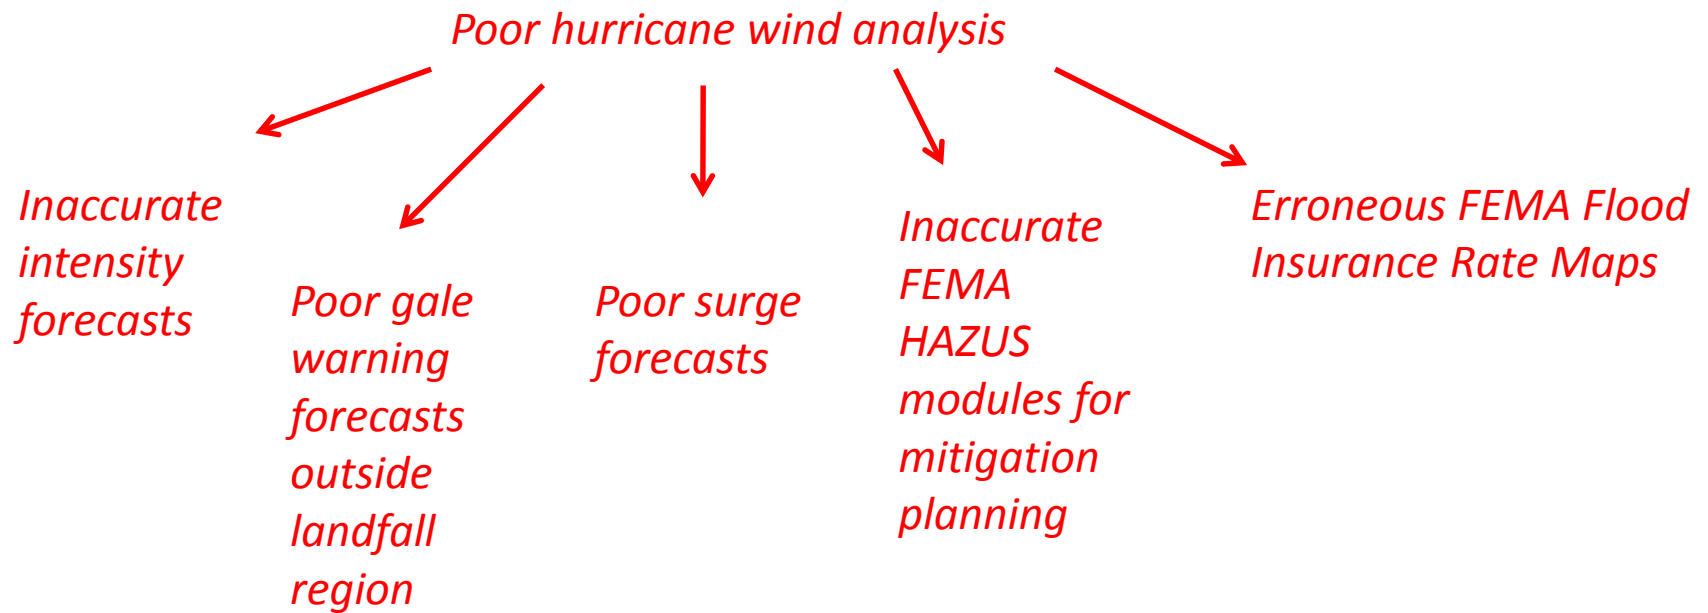 Poor hurricane wind analysis
Inaccurate
intensity
forecasts
Poor gale
warning
forecasts
outside
landfall
region
Poor surge
forecasts
Inaccurate
FEMA
HAZUS
modules for
mitigation
planning
Erroneous FEMA Flood
Insurance Rate Maps